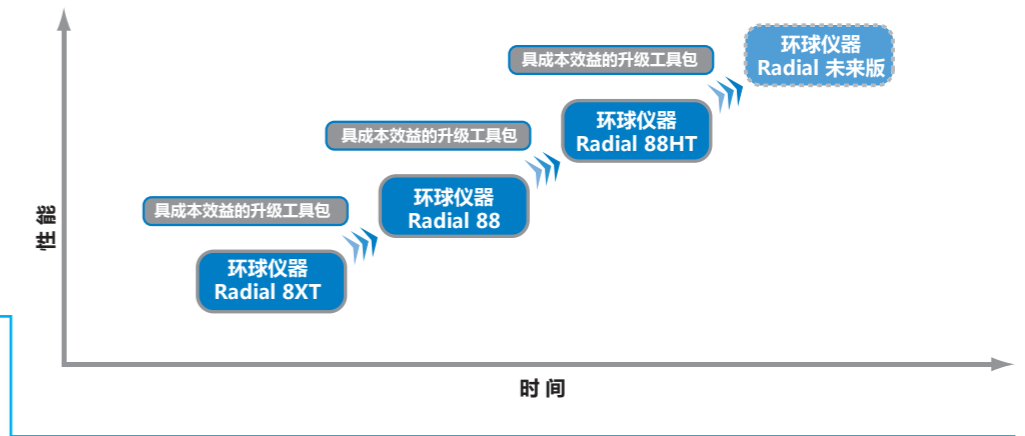 环球仪器
Radial 未来版
具成本效益的升级工具包
环球仪器
Radial 88HT
具成本效益的升级工具包
环球仪器
Radial 88
具成本效益的升级工具包
环球仪器
Radial 8XT
性 能
时 间